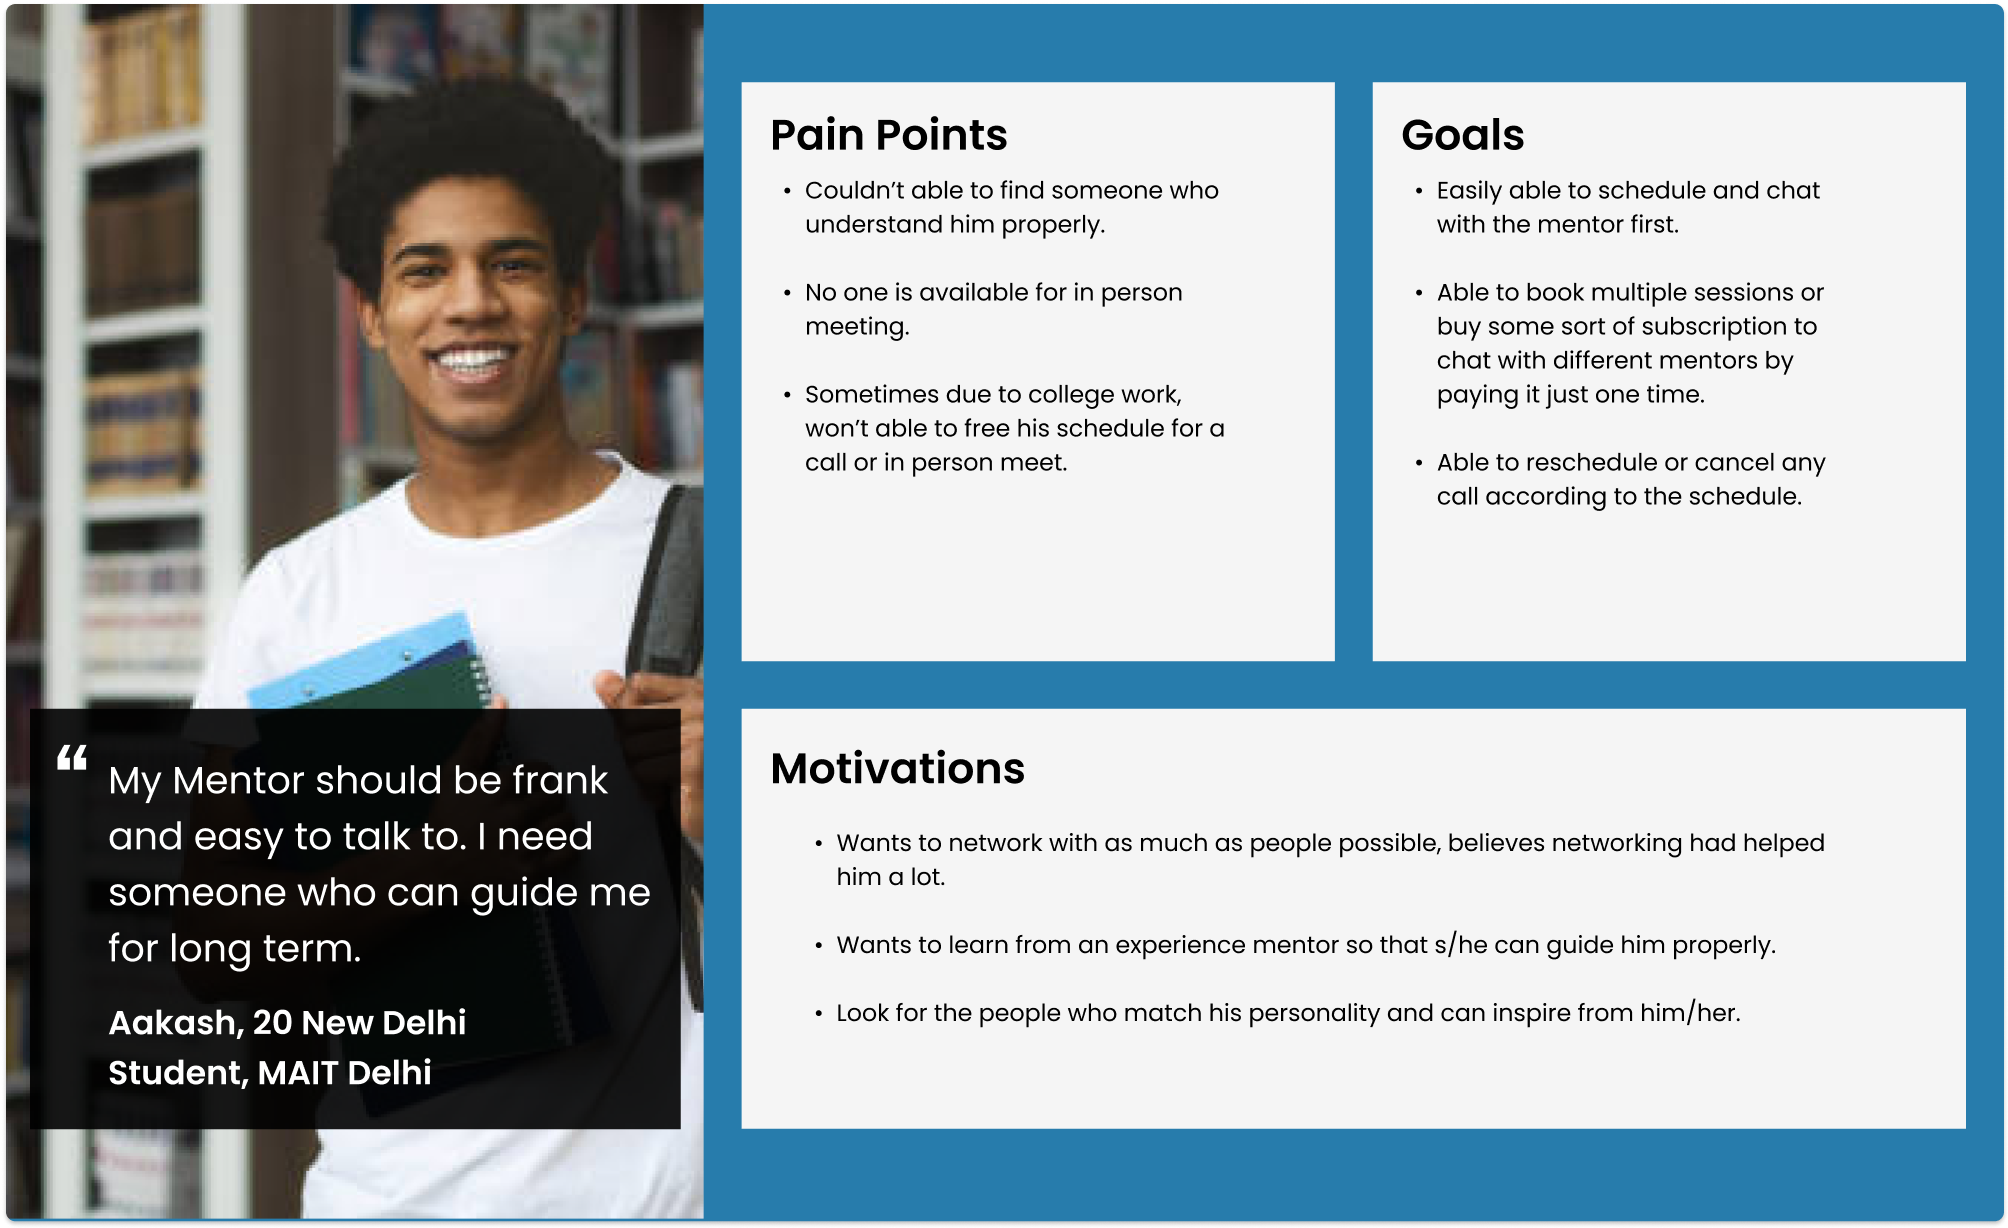 Pain Points
• Couldn’t able to find someone who
understand him properly.
• No one is available for in person
meeting.
• Sometimes due to college work,
won’t able to free his schedule for a
call or in person meet.
Goals
• Easily able to schedule and chat
with the mentor first.
• Able to book multiple sessions or
buy some sort of subscription to
chat with different mentors by
paying it just one time.
• Able to reschedule or cancel any
call according to the schedule.
❝ My Mentor should be frank
and easy to talk to. I need
someone who can guide me
for long term.
Aakash, 20 New Delhi
Student, MAIT Delhi
Motivations
• Wants to network with as much as people possible, believes networking had helped
him a lot.
• Wants to learn from an experience mentor so that s/he can guide him properly.
• Look for the people who match his personality and can inspire from him/her.